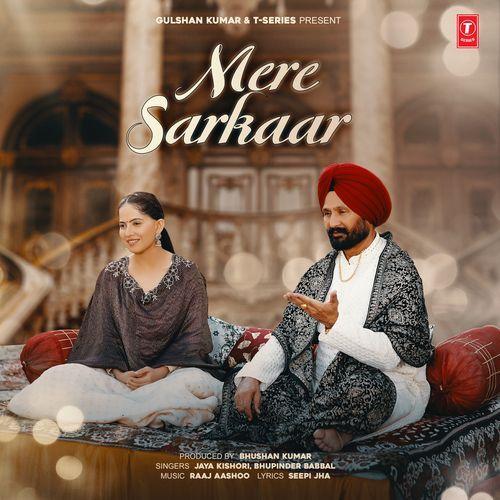 GULSHAN KUMAR & T-SERIES PRESENT
T
SERIES
Mere
Sarkaar
PRODUCED BY BHUSHAN KUMAR
SINGERS JAYA KISHORI, BHUPINDER BABBAL
MUSIC RAAJ AASHOO LYRICS SEEPI JHA